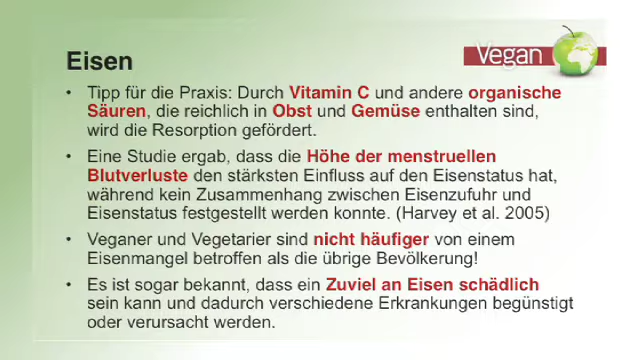 Eisen
Vegan
• Tipp für die Praxis: Durch Vitamin C und andere organische
Säuren, die reichlich in Obst und Gemüse enthalten sind,
wird die Resorption gefördert.
• Eine Studie ergab, dass die Höhe der menstruellen
Blutverluste den stärksten Einfluss auf den Eisenstatus hat,
während kein Zusammenhang zwischen Eisenzufuhr und
Eisenstatus festgestellt werden konnte. (Harvey et al. 2005)
• Veganer und Vegetarier sind nicht häufiger von einem
Eisenmangel betroffen als die übrige Bevölkerung!
• Es ist sogar bekannt, dass ein Zuviel an Eisen schädlich
sein kann und dadurch verschiedene Erkrankungen begünstigt
oder verursacht werden.